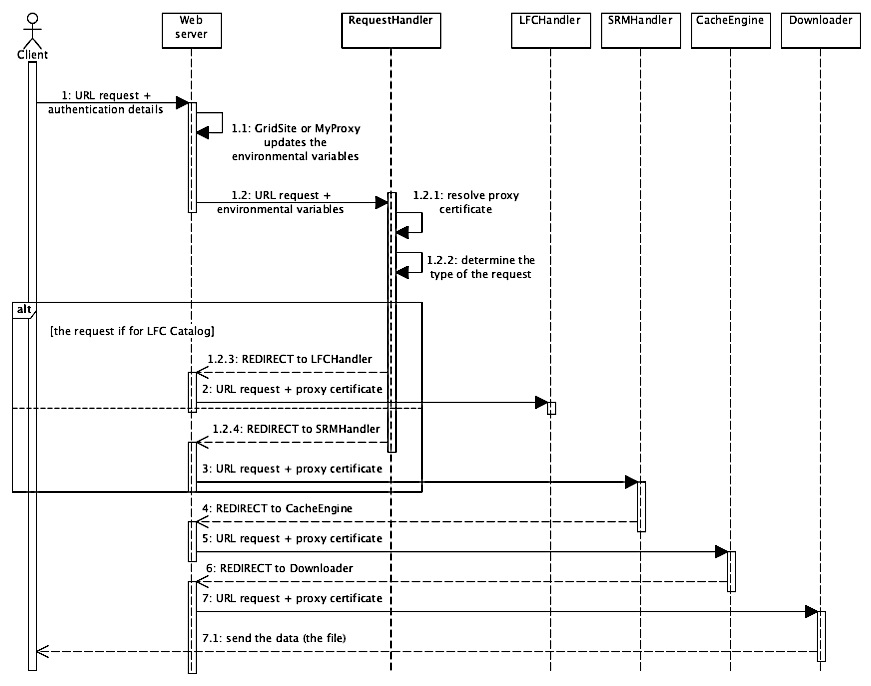 Client
Web
server
RequestHandler
LFCHandler
SRMHandler
CacheEngine
Downloader
1: URL request +
authentication details
1.1: GridSite or MyProxy
updates the
environmental variables
1.2: URL request +
environmental variables
1.2.1: resolve proxy
certificate
1.2.2: determine the
type of the request
alt
[the request if for LFC Catalog]
1.2.3: REDIRECT to LFCHandler
2: URL request + proxy certificate
1.2.4: REDIRECT to SRMHandler
3: URL request + proxy certificate
4: REDIRECT to CacheEngine
5: URL request + proxy certificate
6: REDIRECT to Downloader
7: URL request + proxy certificate
7.1: send the data (the file)